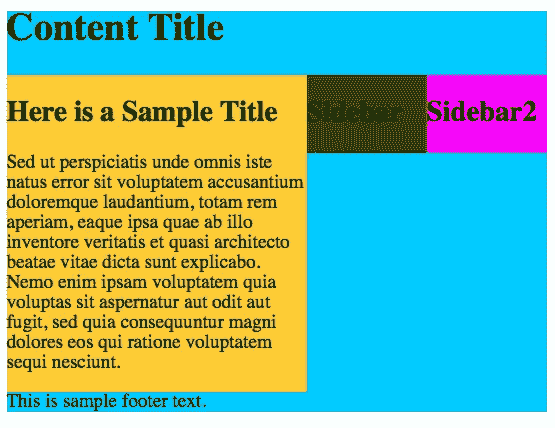 Content Title
Here is a Sample Title
Sidebar
Sidebar2
Sed ut perspiciatis unde omnis iste
natus error sit voluptatem accusantium
doloremque laudantium, totam rem
aperiam, eaque ipsa quae ab illo
inventore veritatis et quasi architecto
beatae vitae dicta sunt explicabo.
Nemo enim ipsam voluptatem quia
voluptas sit aspernatur aut odit aut
fugit, sed quia consequuntur magni
dolores eos qui ratione voluptatem
sequi nesciunt.
This is sample footer text.